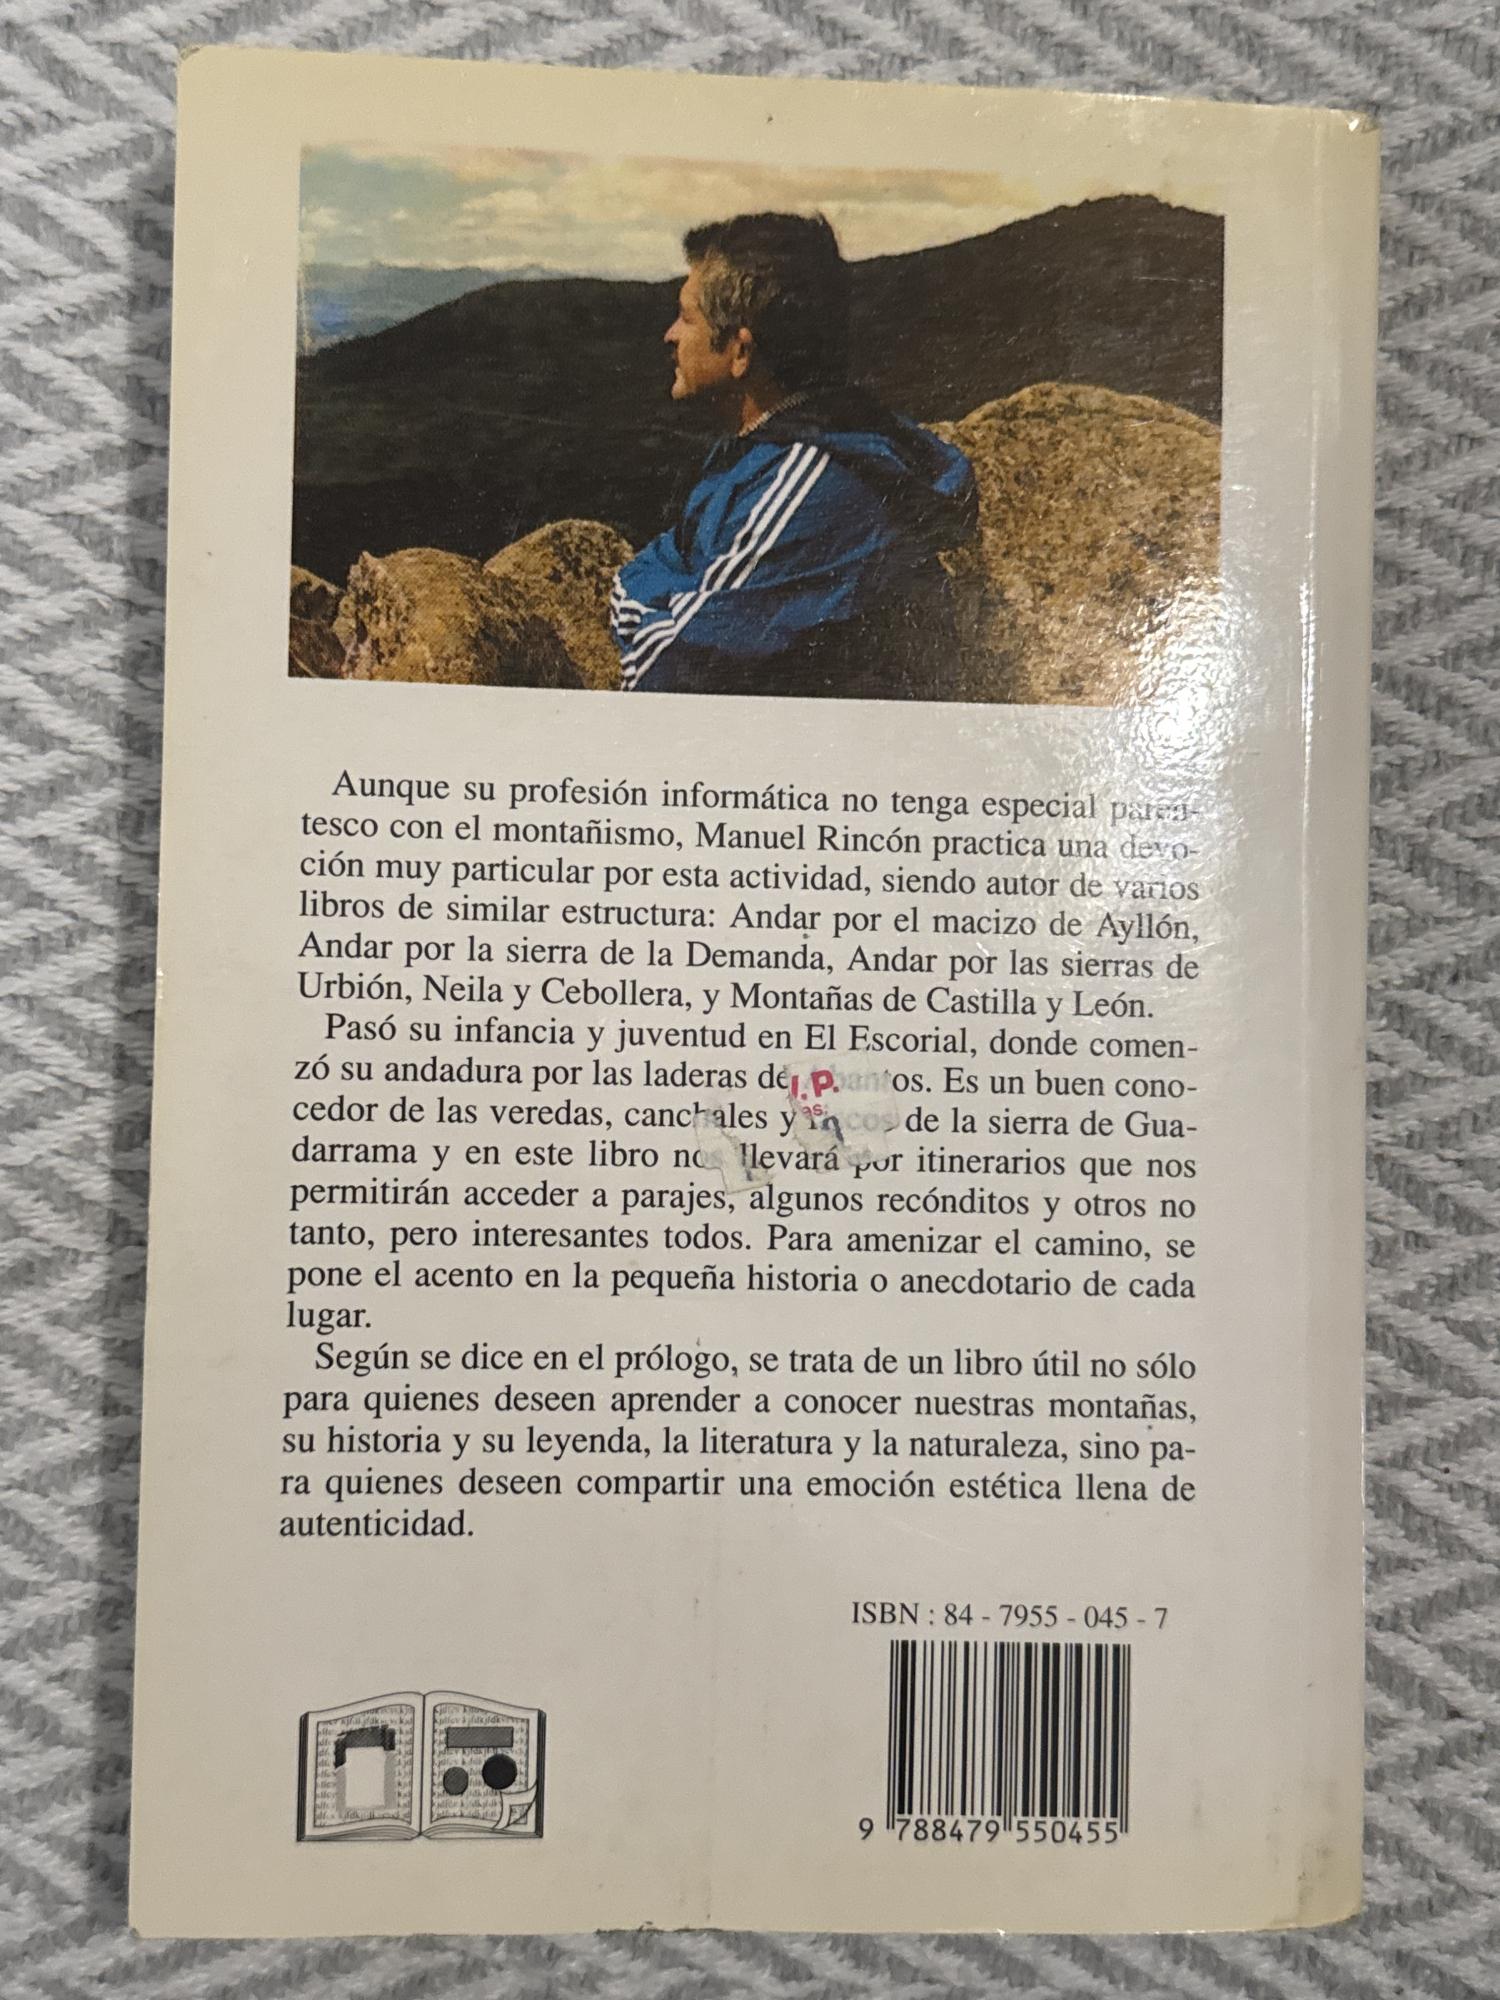 Aunque su profesión informática no tenga especial paren-
tesco con el montañismo, Manuel Rincón practica una devo-
ción muy particular por esta actividad, siendo autor de varios
libros de similar estructura: Andar por el macizo de Ayllón,
Andar por la sierra de la Demanda, Andar por las sierras de
Urbión, Neila y Cebollera, y Montañas de Castilla y León.
Pasó su infancia y juventud en El Escorial, donde comen-
zó su andadura por las laderas de Abantos. Es un buen cono-
cedor de las veredas, canchales y de la sierra de Gua-
darrama y en este libro nos llevará por itinerarios que nos
permitirán acceder a parajes, algunos recónditos y otros no
tanto, pero interesantes todos. Para amenizar el camino, se
pone el acento en la pequeña historia o anecdotario de cada
lugar.
Según se dice en el prólogo, se trata de un libro útil no sólo
para quienes deseen aprender a conocer nuestras montañas,
su historia y su leyenda, la literatura y la naturaleza, sino pa-
ra quienes deseen compartir una emoción estética llena de
autenticidad.
I.P.
ISBN : 84 - 7955 - 045 - 7
9 788479 550455